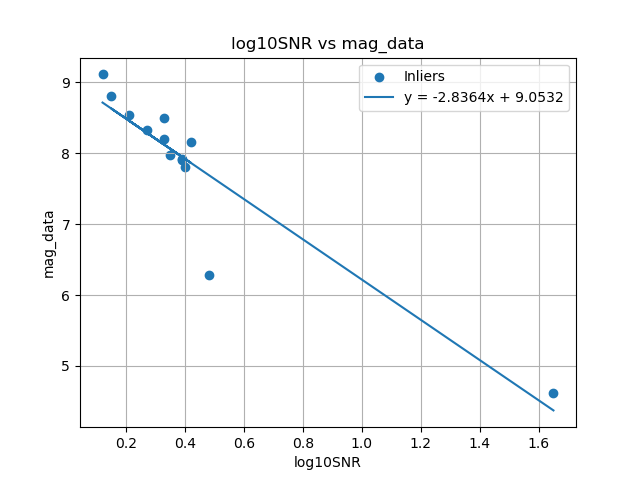 log10SNR vs mag_data
Inliers
y = -2.8364x + 9.0532
9
8
7
6
5
mag_data
0.2 0.4 0.6 0.8 1.0 1.2 1.4 1.6
log10SNR